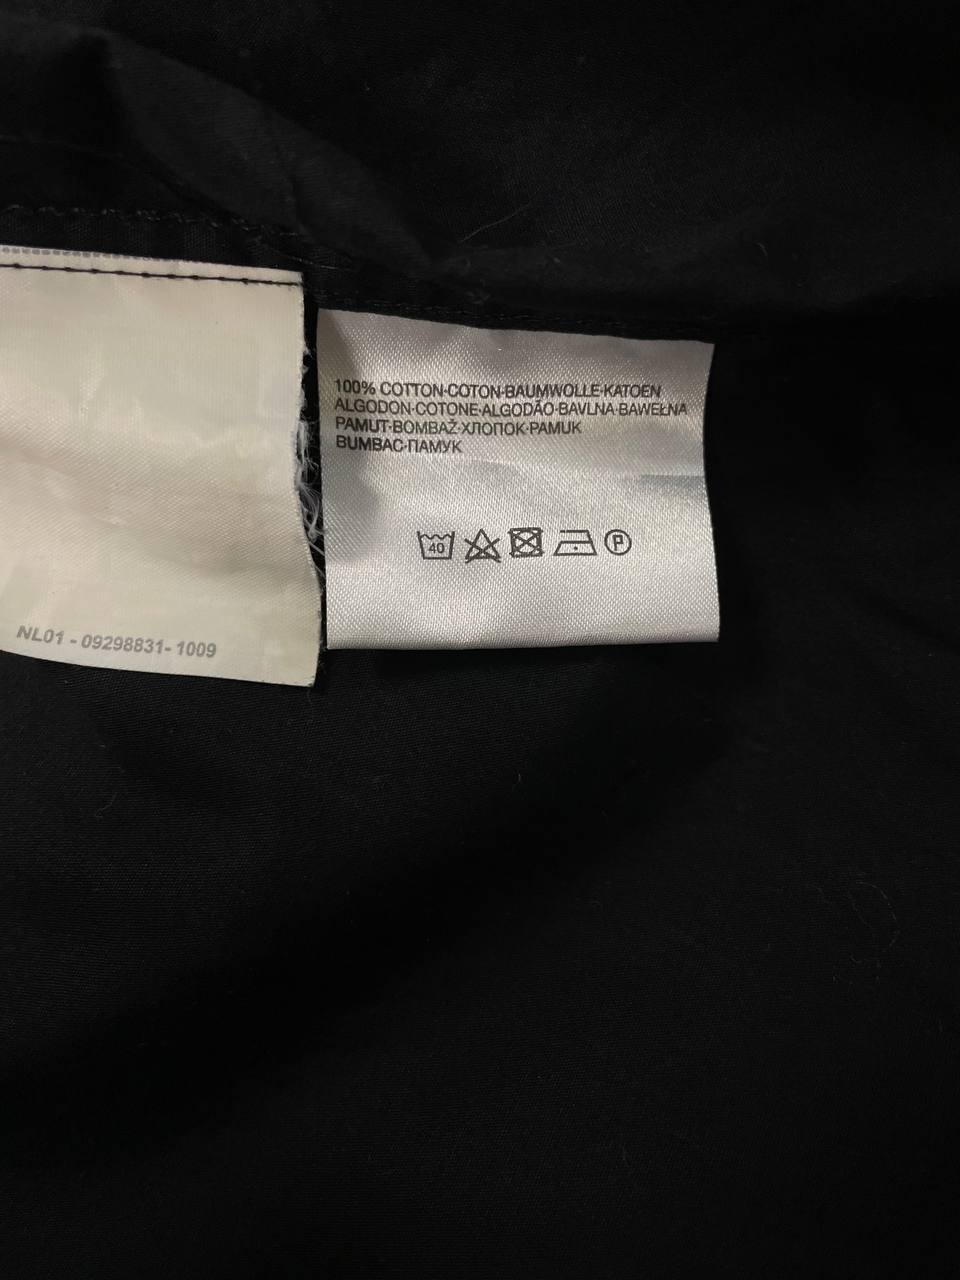 100% COTTON·COTON·BAUMWOLLE·KATOEN
ALGODON·COTONE·ALGODÃO·BAVLNA·BAWEŁNA
PAMUT·BOMBAŽ·ХЛОПОК·PAMUK
BUMBAC·ПАМУК
40
P
NL01 - 09298831- 1009